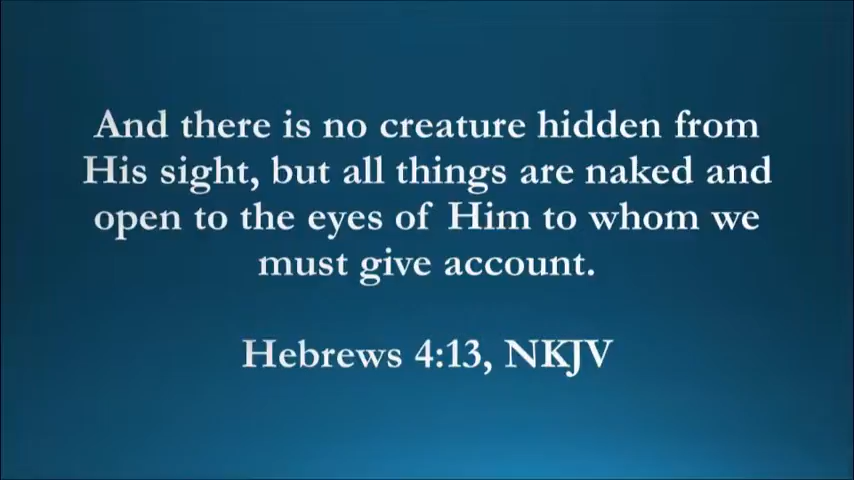 And there is no creature hidden from
His sight, but all things are naked and
open to the eyes of Him to whom we
must give account.
Hebrews 4:13, NKJV